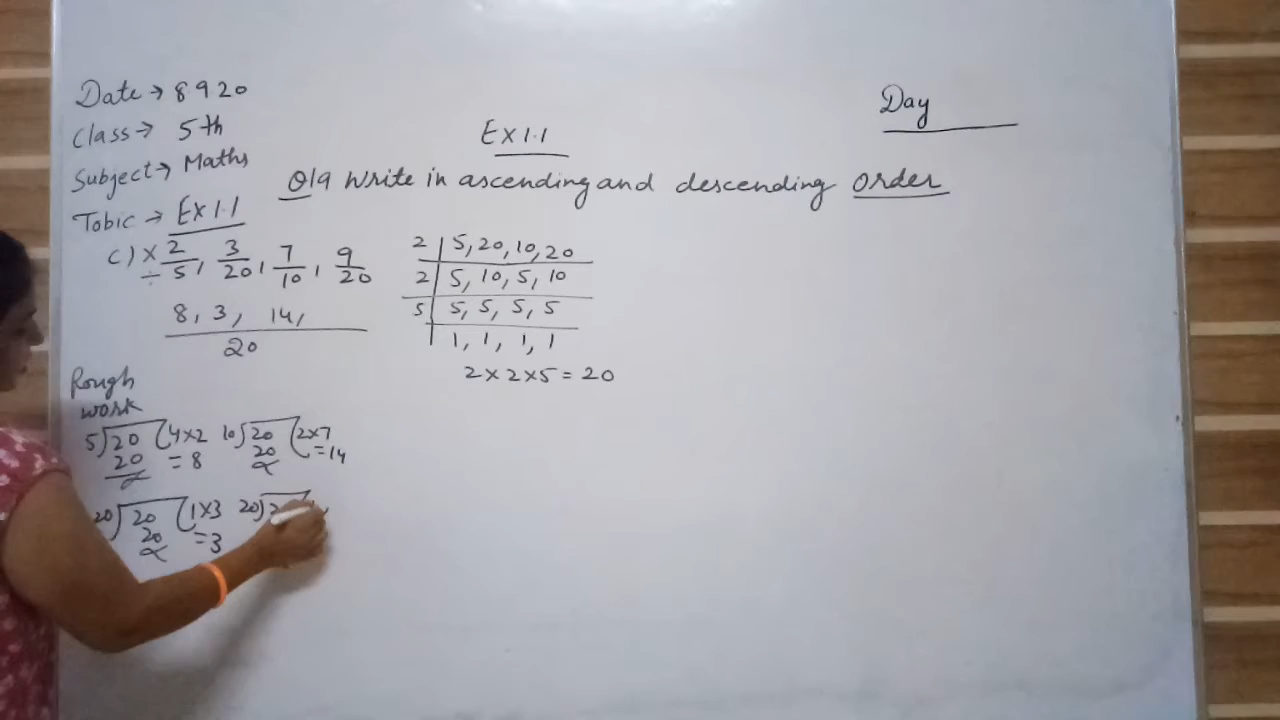 Date → 8 9 20
Class → 5th
Subject → Maths
Tobic → Ex 1.1
Day
Ex 1.1
Q19 Write in ascending and descending order
c) × 2/5, 3/20, 7/10, 9/20
÷
8, 3, 14,
20
2 | 5, 20, 10, 20
2 | 5, 10, 5, 10
5 | 5, 5, 5, 5
| 1, 1, 1, 1
2 × 2 × 5 = 20
Rough
work
5) 20 (4×2
20 = 8
10) 20 (2×7
20 = 14
20) 20 (1×3
20 = 3
20)